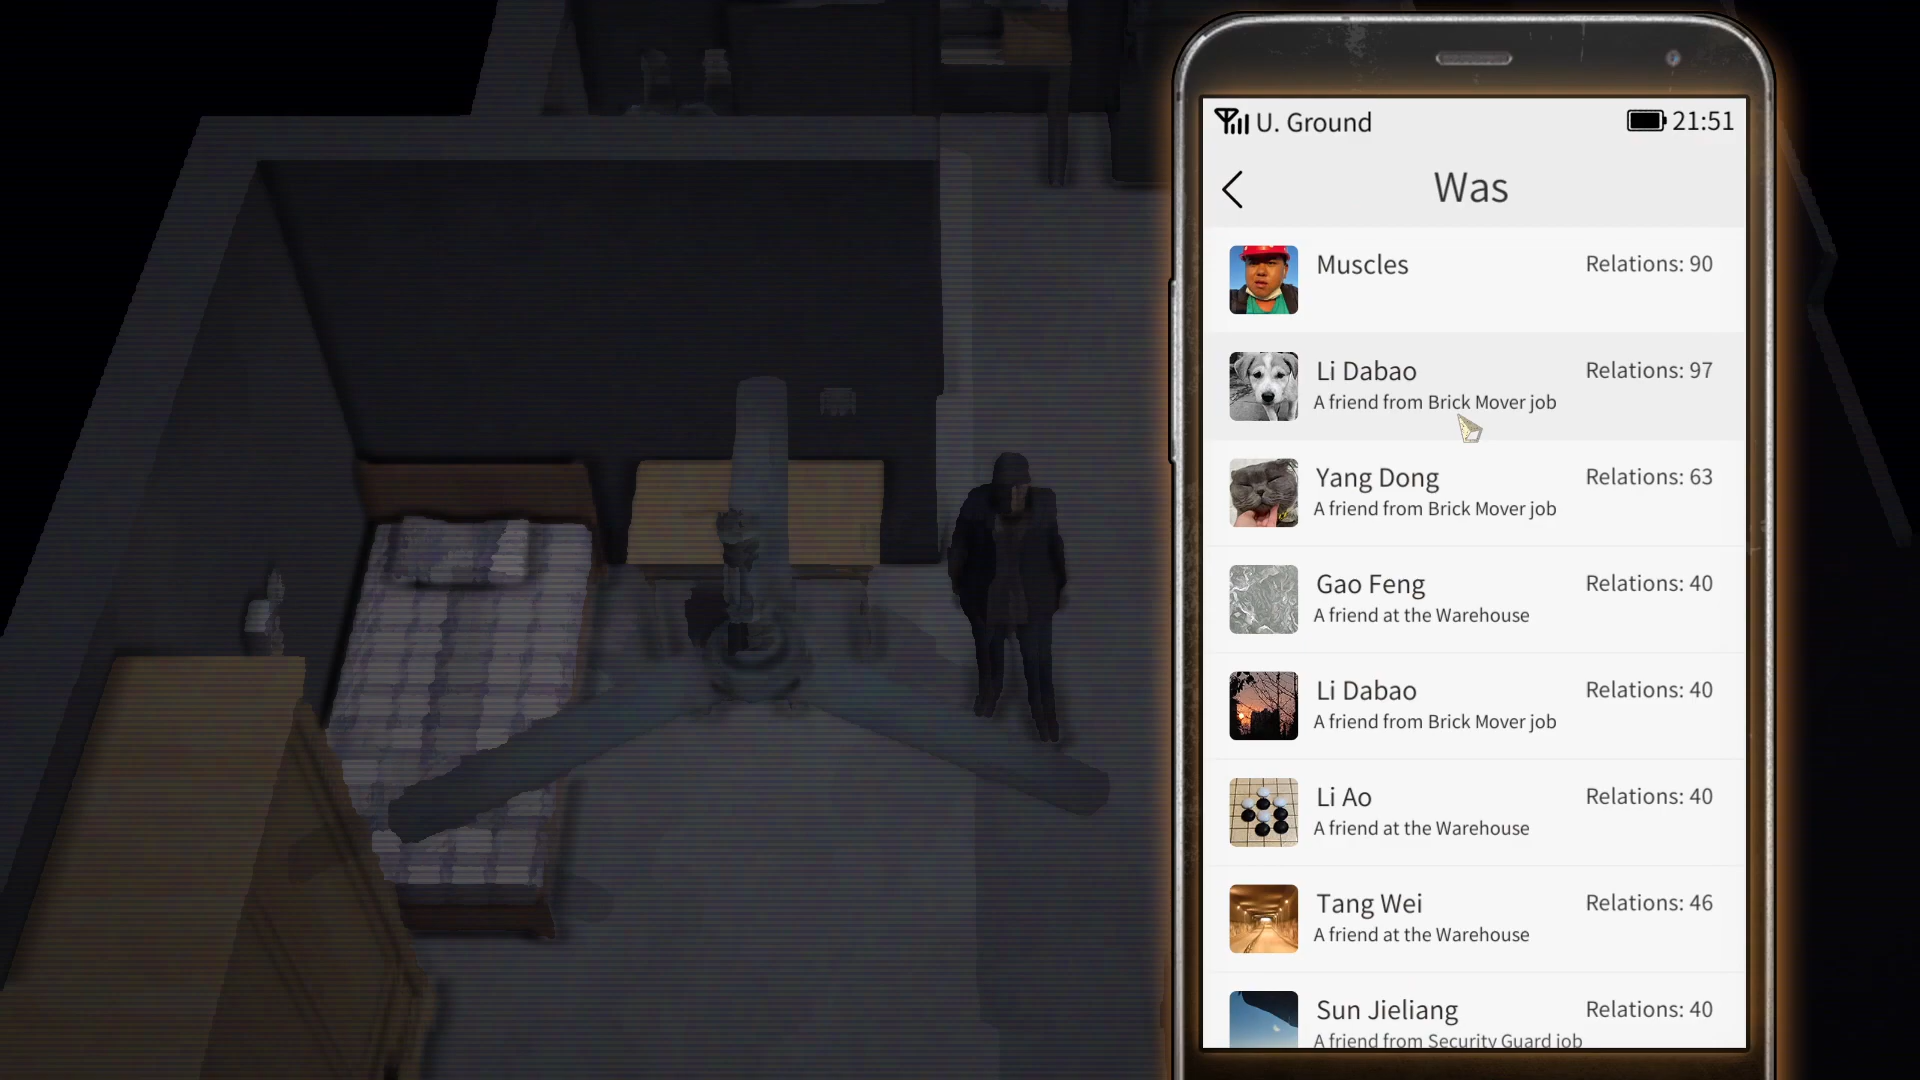 U. Ground 21:51
Was
Muscles Relations: 90
Li Dabao Relations: 97
A friend from Brick Mover job
Yang Dong Relations: 63
A friend from Brick Mover job
Gao Feng Relations: 40
A friend at the Warehouse
Li Dabao Relations: 40
A friend from Brick Mover job
Li Ao Relations: 40
A friend at the Warehouse
Tang Wei Relations: 46
A friend at the Warehouse
Sun Jieliang Relations: 40
A friend from Security Guard job